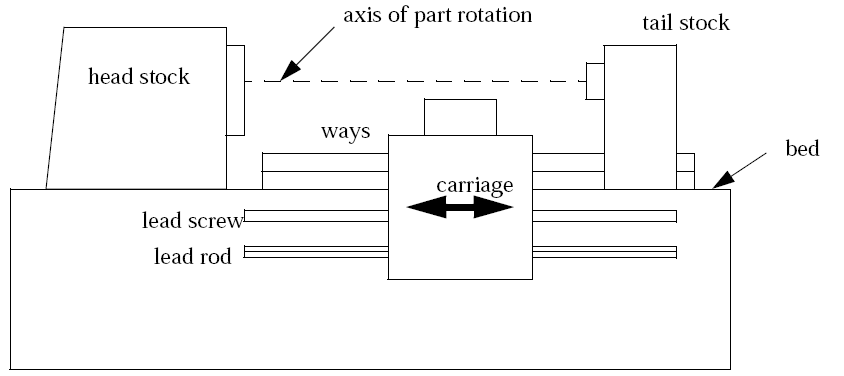 axis of part rotation
tail stock
head stock
ways
bed
carriage
lead screw
lead rod